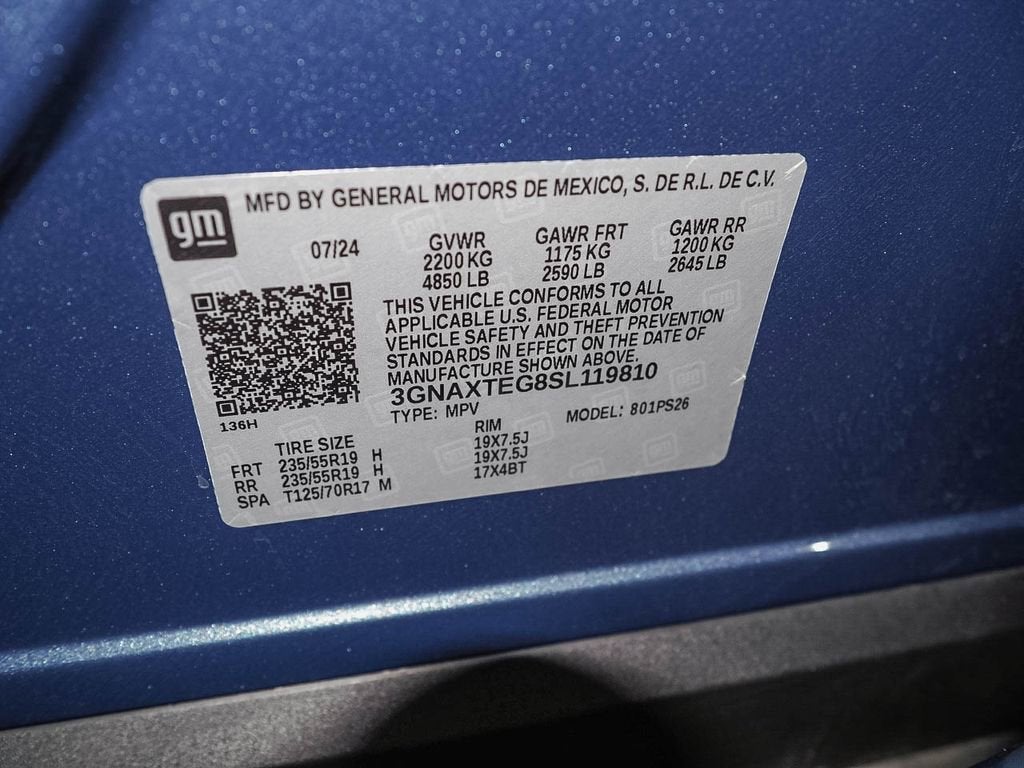 gm
MFD BY GENERAL MOTORS DE MEXICO, S. DE R.L. DE C.V.
07/24
GVWR
2200 KG
4850 LB
GAWR FRT
1175 KG
2590 LB
GAWR RR
1200 KG
2645 LB
THIS VEHICLE CONFORMS TO ALL
APPLICABLE U.S. FEDERAL MOTOR
VEHICLE SAFETY AND THEFT PREVENTION
STANDARDS IN EFFECT ON THE DATE OF
MANUFACTURE SHOWN ABOVE.
3GNAXTEG8SL119810
TYPE: MPV MODEL: 801PS26
136H
TIRE SIZE RIM
FRT 235/55R19 H 19X7.5J
RR 235/55R19 H 19X7.5J
SPA T125/70R17 M 17X4BT